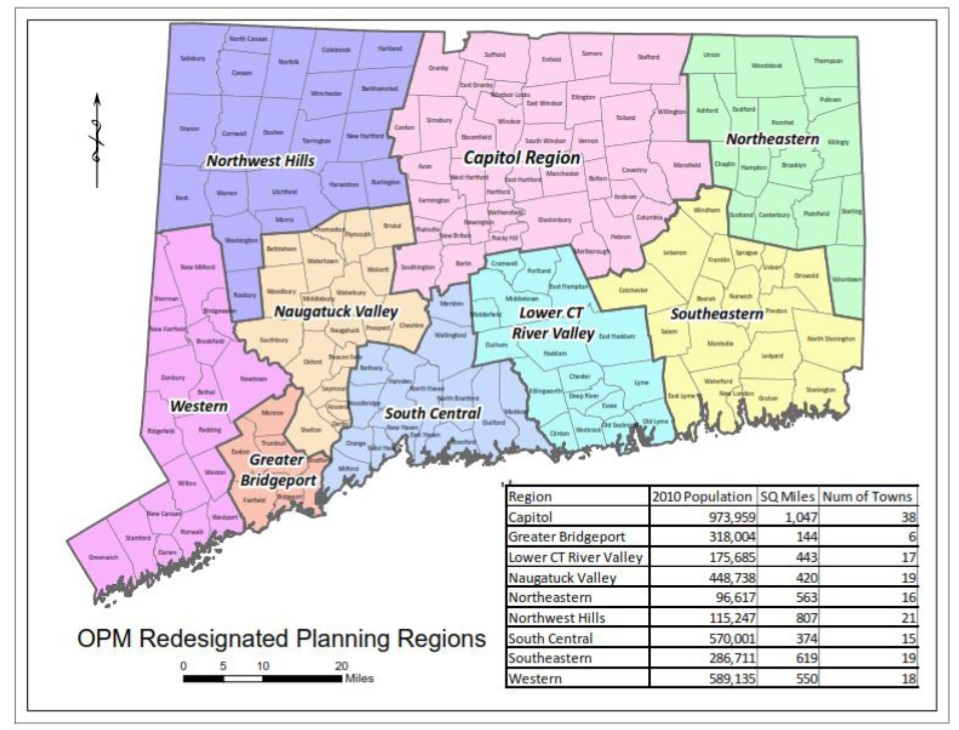 North Canaan
Colebrook
Hartland
Salisbury
Norfolk
Canaan
Winchester
Barkhamsted
Sharon
Cornwall
Goshen
Torrington
New Hartford
Northwest Hills
Kent
Warren
Litchfield
Harwinton
Burlington
Morris
Washington
Roxbury
Suffield
Enfield
Somers
Stafford
Granby
East Granby
Windsor Locks
East Windsor
Ellington
Willington
Simsbury
Windsor
Tolland
Canton
Bloomfield
South Windsor
Vernon
Capitol Region
Avon
West Hartford
East Hartford
Manchester
Bolton
Coventry
Mansfield
Hartford
Andover
Farmington
Wethersfield
Glastonbury
Columbia
Newington
Plainville
New Britain
Rocky Hill
Hebron
Marlborough
Southington
Berlin
Union
Woodstock
Thompson
Putnam
Ashford
Eastford
Pomfret
Killingly
Northeastern
Chaplin
Hampton
Brooklyn
Scotland
Canterbury
Plainfield
Sterling
Voluntown
Thomaston
Plymouth
Bristol
Bethlehem
Watertown
Wolcott
Woodbury
Middlebury
Waterbury
Naugatuck Valley
Naugatuck
Prospect
Cheshire
Southbury
Oxford
Beacon Falls
Seymour
Ansonia
Derby
Shelton
New Milford
Sherman
Bridgewater
New Fairfield
Brookfield
Danbury
Bethel
Newtown
Western
Ridgefield
Redding
Weston
Wilton
New Canaan
Westport
Norwalk
Stamford
Darien
Greenwich
Monroe
Trumbull
Easton
Greater
Bridgeport
Fairfield
Bridgeport
Meriden
Wallingford
Bethany
Hamden
North Haven
North Branford
Woodbridge
South Central
Guilford
Madison
New Haven
East Haven
Branford
Orange
West Haven
Milford
Cromwell
Portland
East Hampton
Middletown
Middlefield
Lower CT
River Valley
Durham
Haddam
East Haddam
Chester
Lyme
Killingworth
Deep River
Essex
Clinton
Westbrook
Old Saybrook
Old Lyme
Windham
Lebanon
Franklin
Sprague
Lisbon
Griswold
Colchester
Bozrah
Norwich
Preston
Southeastern
Salem
Montville
Ledyard
North Stonington
Waterford
East Lyme
New London
Groton
Stonington
Region 2010 Population SQ Miles Num of Towns
Capitol 973,959 1,047 38
Greater Bridgeport 318,004 144 6
Lower CT River Valley 175,685 443 17
Naugatuck Valley 448,738 420 19
Northeastern 96,617 563 16
Northwest Hills 115,247 807 21
South Central 570,001 374 15
Southeastern 286,711 619 19
Western 589,135 550 18
OPM Redesignated Planning Regions
0 5 10 20
Miles